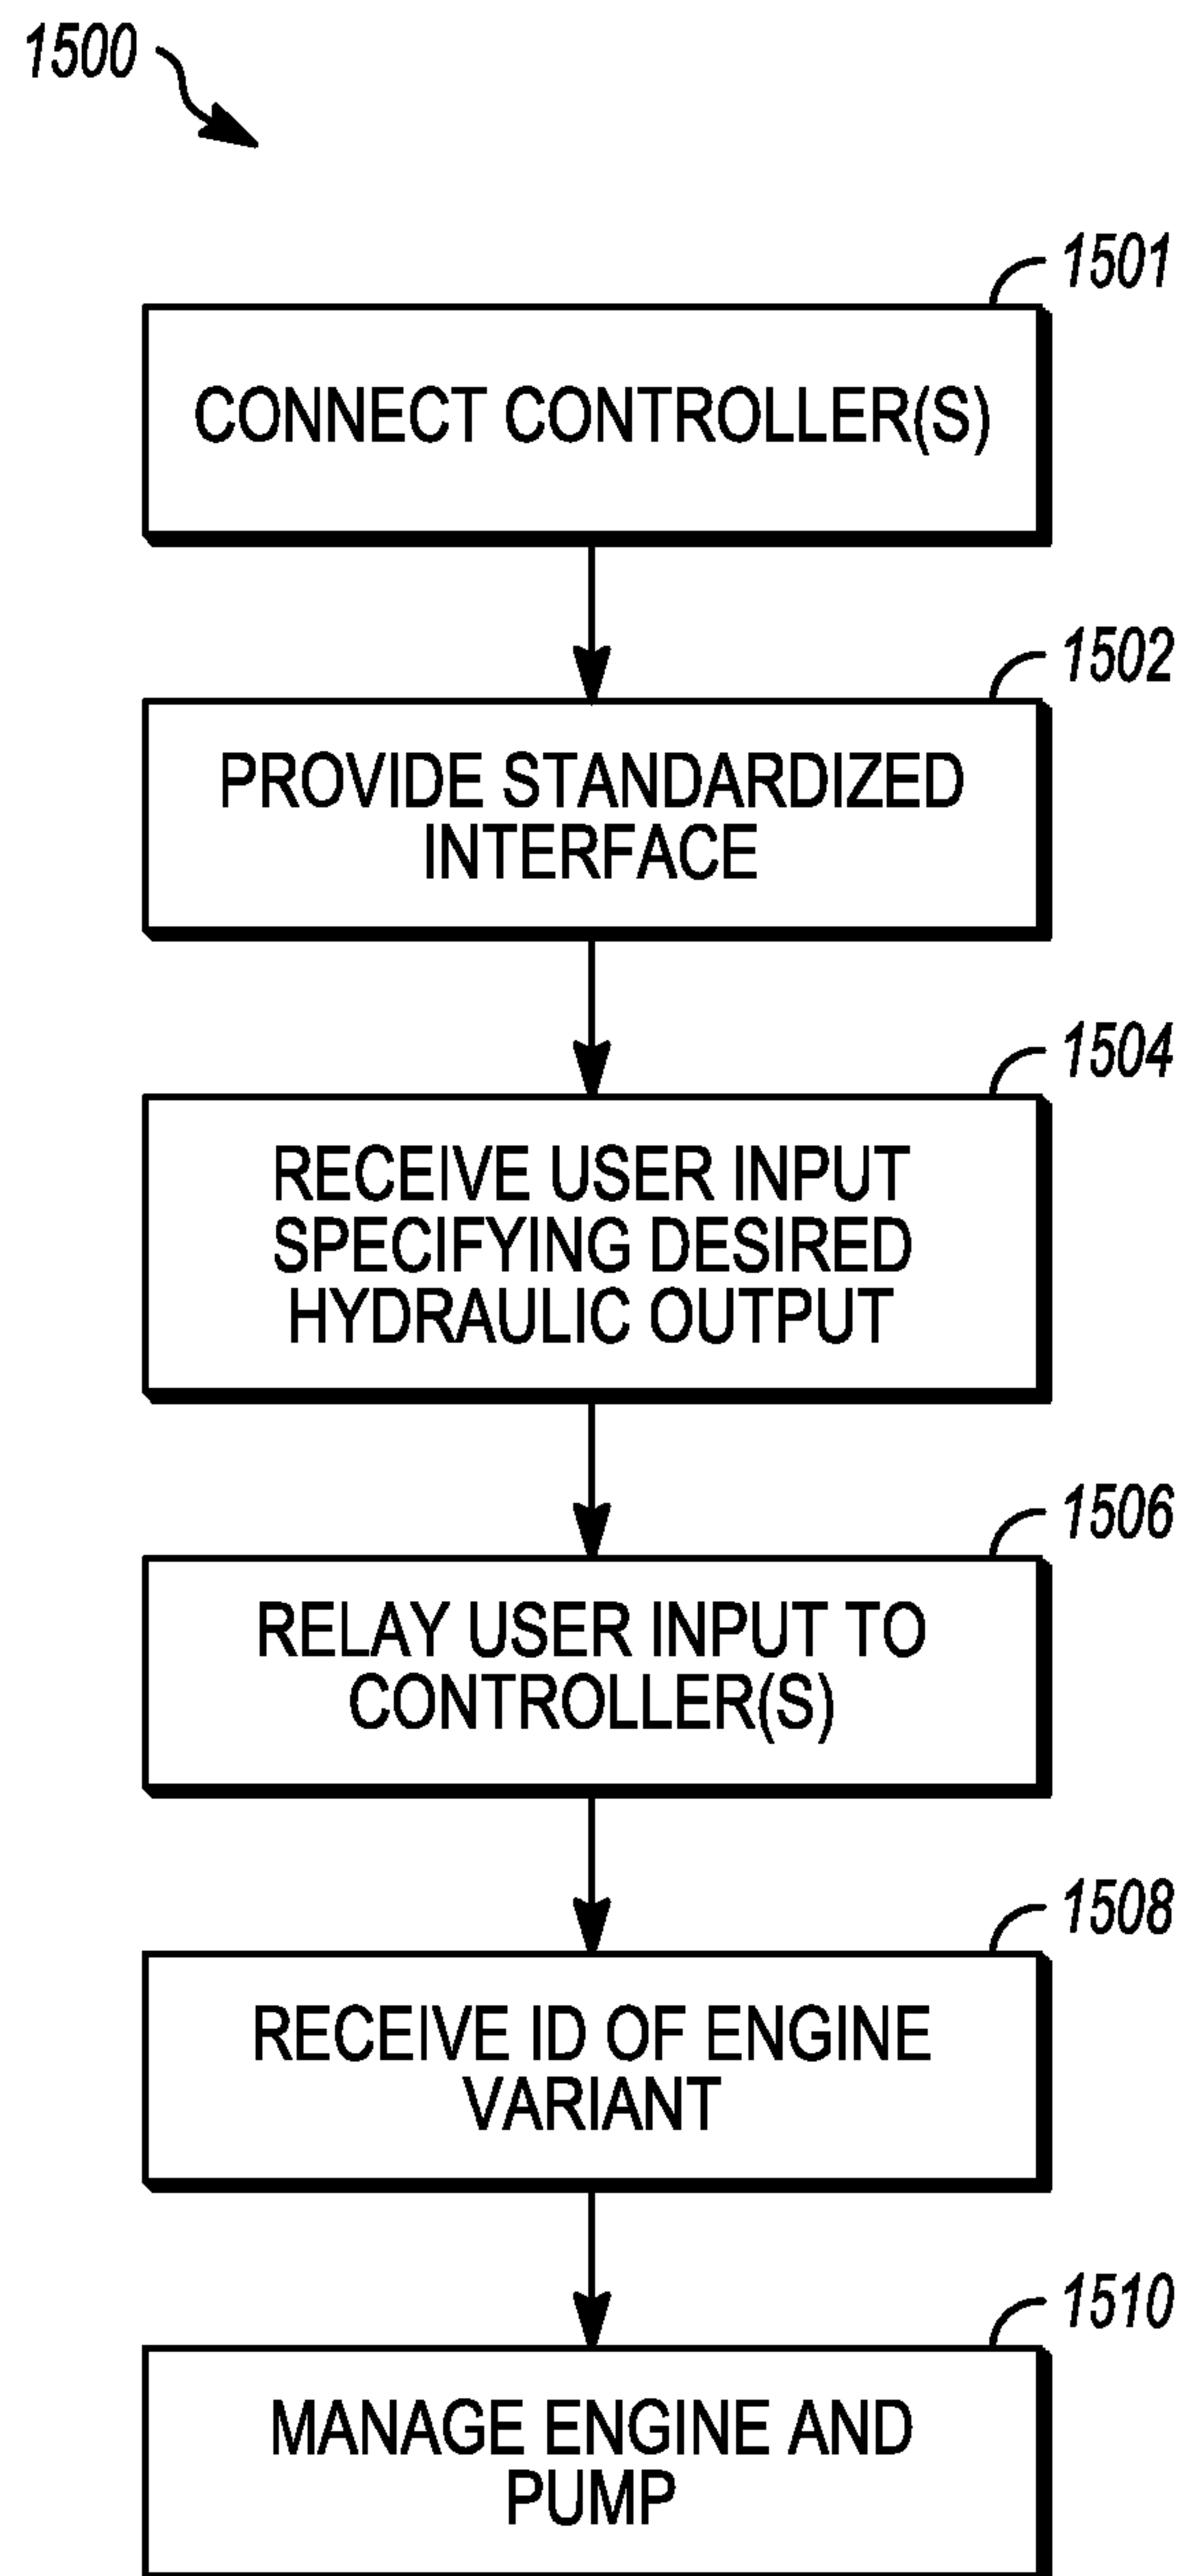 1500
1501
CONNECT CONTROLLER(S)
1502
PROVIDE STANDARDIZED
INTERFACE
1504
RECEIVE USER INPUT
SPECIFYING DESIRED
HYDRAULIC OUTPUT
1506
RELAY USER INPUT TO
CONTROLLER(S)
1508
RECEIVE ID OF ENGINE
VARIANT
1510
MANAGE ENGINE AND
PUMP